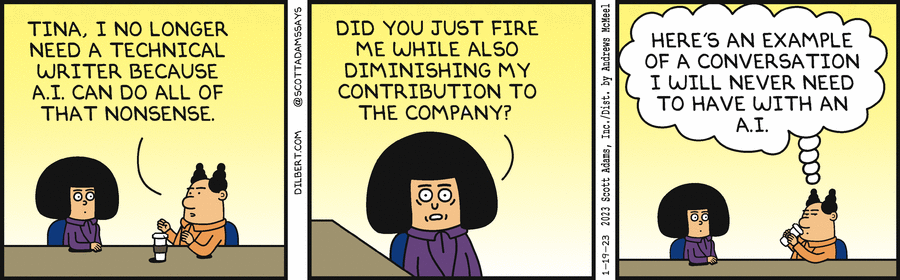 TINA, I NO LONGER
NEED A TECHNICAL
WRITER BECAUSE
A.I. CAN DO ALL OF
THAT NONSENSE.
DILBERT.COM @SCOTTADAMSSAYS
DID YOU JUST FIRE
ME WHILE ALSO
DIMINISHING MY
CONTRIBUTION TO
THE COMPANY?
1-19-23 2023 Scott Adams, Inc./Dist. by Andrews McMeel
HERE'S AN EXAMPLE
OF A CONVERSATION
I WILL NEVER NEED
TO HAVE WITH AN
A.I.